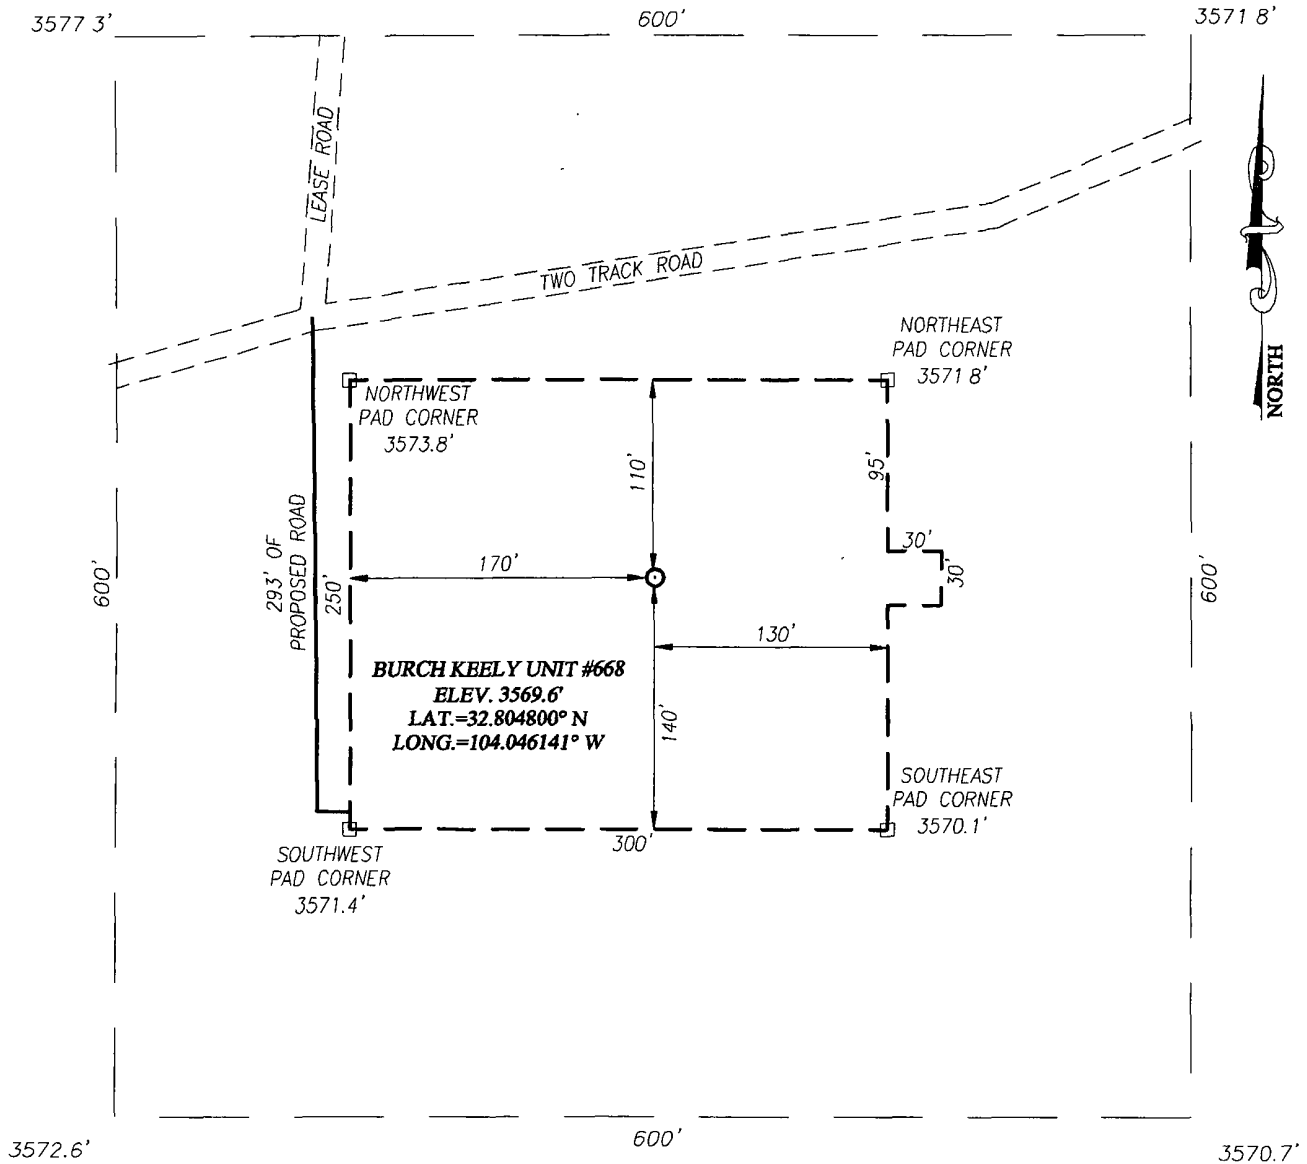 3577 3'
600'
3571 8'
LEASE ROAD
TWO TRACK ROAD
NORTH
NORTHEAST
PAD CORNER
3571 8'
NORTHWEST
PAD CORNER
3573.8'
110'
95'
30'
30'
170'
293' OF
PROPOSED ROAD
250'
600'
600'
130'
BURCH KEELY UNIT #668
ELEV. 3569.6'
LAT.=32.804800° N
LONG.=104.046141° W
140'
SOUTHEAST
PAD CORNER
3570.1'
300'
SOUTHWEST
PAD CORNER
3571.4'
3572.6'
600'
3570.7'